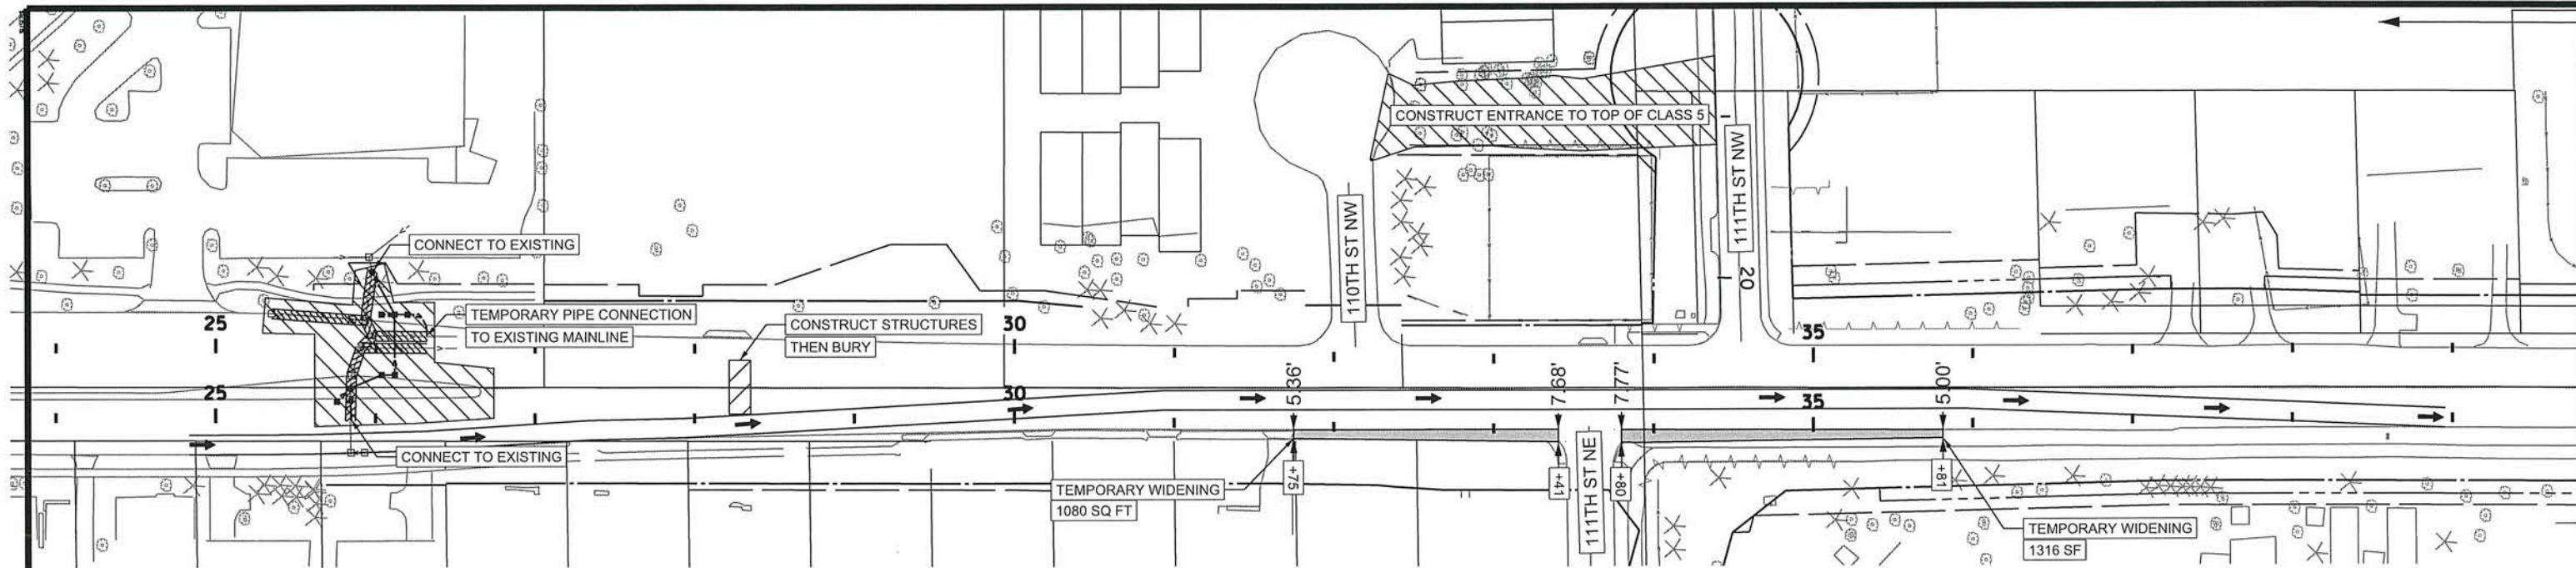 CONSTRUCT ENTRANCE TO TOP OF CLASS 5
111TH ST NW
110TH ST NW
20
CONNECT TO EXISTING
TEMPORARY PIPE CONNECTION
TO EXISTING MAINLINE
CONSTRUCT STRUCTURES
THEN BURY
25
30
35
25
30
35
5.36'
7.68'
7.77'
5.00'
CONNECT TO EXISTING
TEMPORARY WIDENING
1080 SQ FT
+75
+41
111TH ST NE
+80
+81
TEMPORARY WIDENING
1316 SF